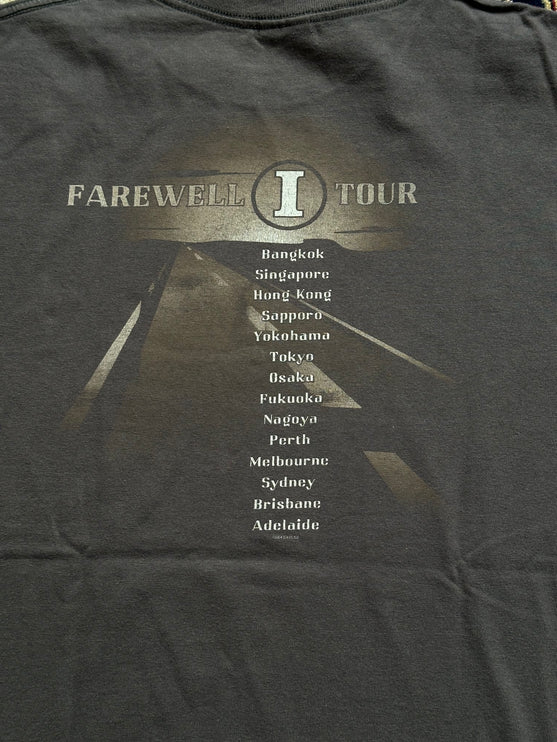 FAREWELL I TOUR
Bangkok
Singapore
Hong Kong
Sapporo
Yokohama
Tokyo
Osaka
Fukuoka
Nagoya
Perth
Melbourne
Sydney
Brisbane
Adelaide